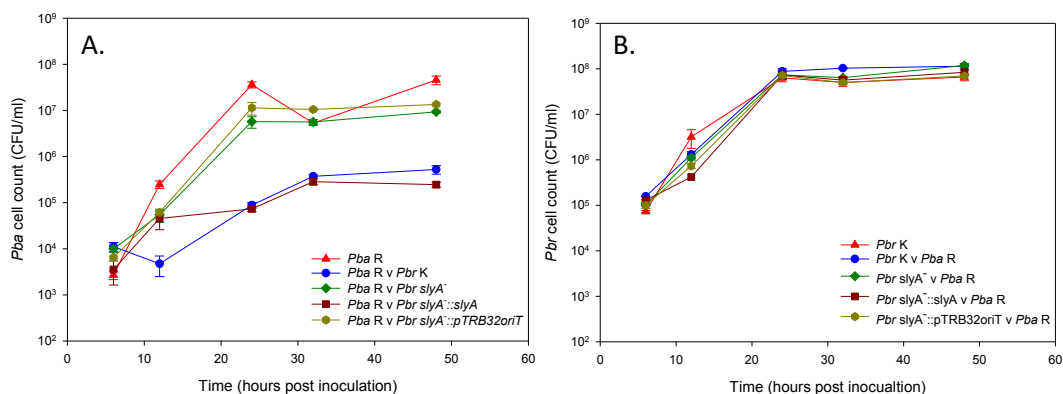 A.
Pba cell count (CFU/ml)
10⁹
10⁸
10⁷
10⁶
10⁵
10⁴
10³
10²
0 10 20 30 40 50 60
Time (hours post inoculation)
Pba R
Pba R v Pbr K
Pba R v Pbr slyA⁻
Pba R v Pbr slyA⁻::slyA
Pba R v Pbr slyA⁻::pTRB32oriT
B.
Pbr cell count (CFU/ml)
10⁹
10⁸
10⁷
10⁶
10⁵
10⁴
10³
10²
0 20 40 60
Time (hours post inocualtion)
Pbr K
Pbr K v Pba R
Pbr slyA⁻ v Pba R
Pbr slyA⁻::slyA v Pba R
Pbr slyA⁻::pTRB32oriT v Pba R